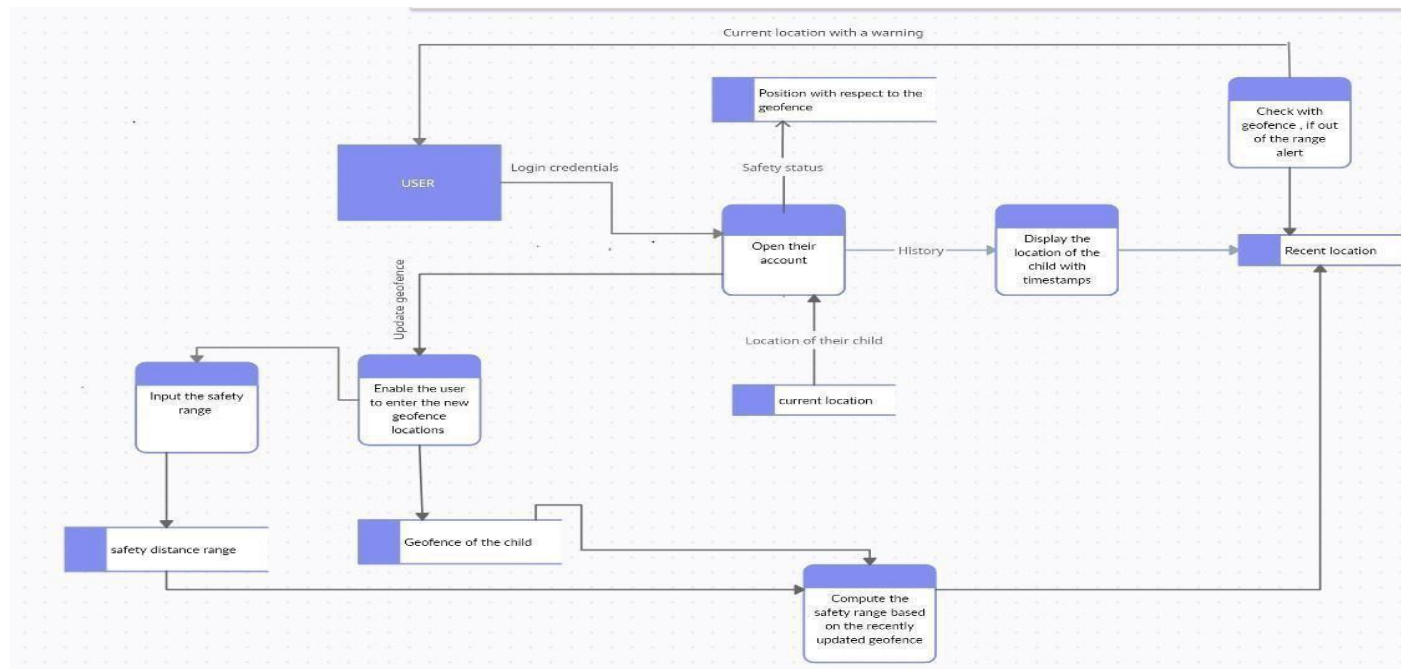 Current location with a warning
Position with respect to the
geofence
Check with
geofence , if out
of the range
alert
USER
Login credentials
Safety status
Open their
account
History
Display the
location of the
child with
timestamps
Recent location
Update geofence
Location of their child
current location
Input the safety
range
Enable the user
to enter the new
geofence
locations
safety distance range
Geofence of the child
Compute the
safety range based
on the recently
updated geofence